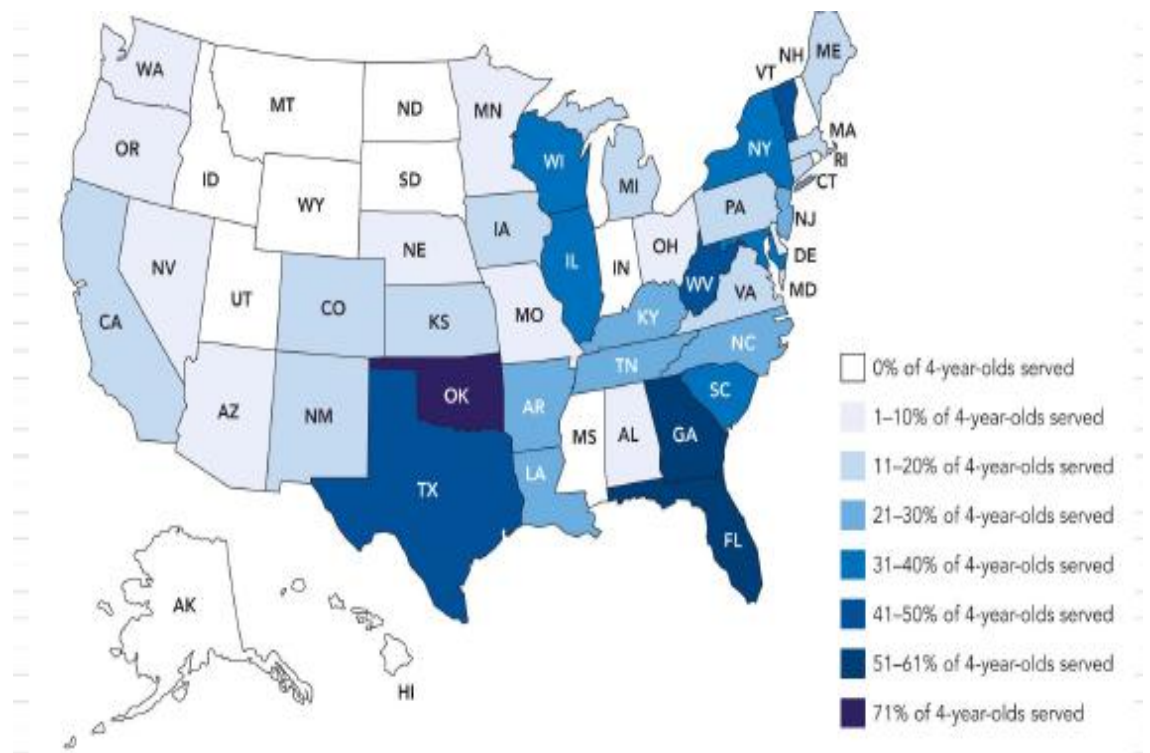 WA
MT
ND
MN
OR
ID
WY
SD
WI
MI
NY
VT
NH
ME
MA
RI
CT
NJ
PA
DE
MD
NV
UT
CO
NE
IA
IL
IN
OH
WV
VA
CA
KS
MO
KY
NC
TN
SC
AZ
NM
OK
AR
MS
AL
GA
TX
LA
FL
AK
HI
0% of 4-year-olds served
1–10% of 4-year-olds served
11–20% of 4-year-olds served
21–30% of 4-year-olds served
31–40% of 4-year-olds served
41–50% of 4-year-olds served
51–61% of 4-year-olds served
71% of 4-year-olds served